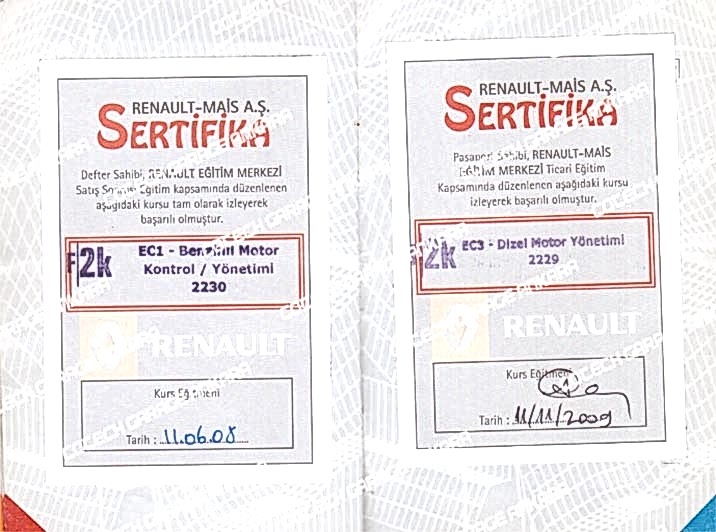 RENAULT-MAİS A.Ş.
SERTİFİKA
Defter Sahibi, RENAULT EĞİTİM MERKEZİ
Satış Eğitim kapsamında düzenlenen
aşağıdaki kursu tam olarak izleyerek
başarılı olmuştur.
F2k
EC1 - Benzinli Motor
Kontrol / Yönetimi
2230
RENAULT
Kurs Eğitmeni
Tarih : 11.06.08
RENAULT-MAİS A.Ş.
SERTİFİKA
Pasaport Sahibi, RENAULT-MAİS
EĞİTİM MERKEZİ Ticari Eğitim
Kapsamında düzenlenen aşağıdaki kursu
izleyerek başarılı olmuştur.
F2k
EC3 - Dizel Motor Yönetimi
2229
RENAULT
Kurs Eğitmeni
Tarih : 11/11/2009